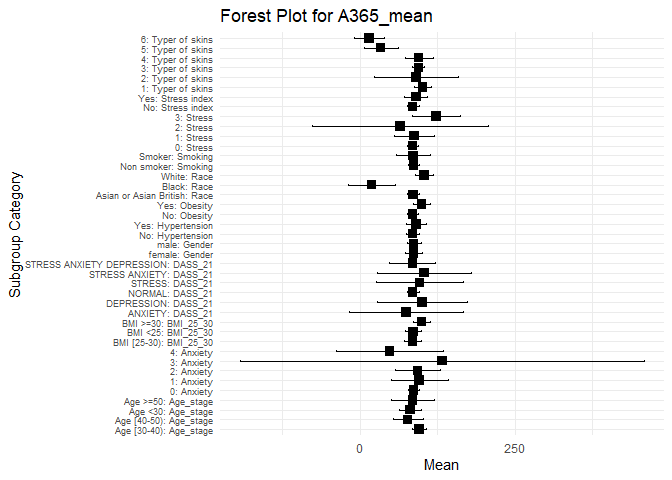 Forest Plot for A365_mean
Subgroup Category
6: Typer of skins
5: Typer of skins
4: Typer of skins
3: Typer of skins
2: Typer of skins
1: Typer of skins
Yes: Stress index
No: Stress index
3: Stress
2: Stress
1: Stress
0: Stress
Smoker: Smoking
Non smoker: Smoking
White: Race
Black: Race
Asian or Asian British: Race
Yes: Obesity
No: Obesity
Yes: Hypertention
No: Hypertention
male: Gender
female: Gender
STRESS ANXIETY DEPRESSION: DASS_21
STRESS ANXIETY: DASS_21
STRESS: DASS_21
NORMAL: DASS_21
DEPRESSION: DASS_21
ANXIETY: DASS_21
BMI >=30: BMI_25_30
BMI <25: BMI_25_30
BMI [25-30): BMI_25_30
4: Anxiety
3: Anxiety
2: Anxiety
1: Anxiety
0: Anxiety
Age >=50: Age_stage
Age <30: Age_stage
Age [40-50): Age_stage
Age [30-40): Age_stage
0 250
Mean